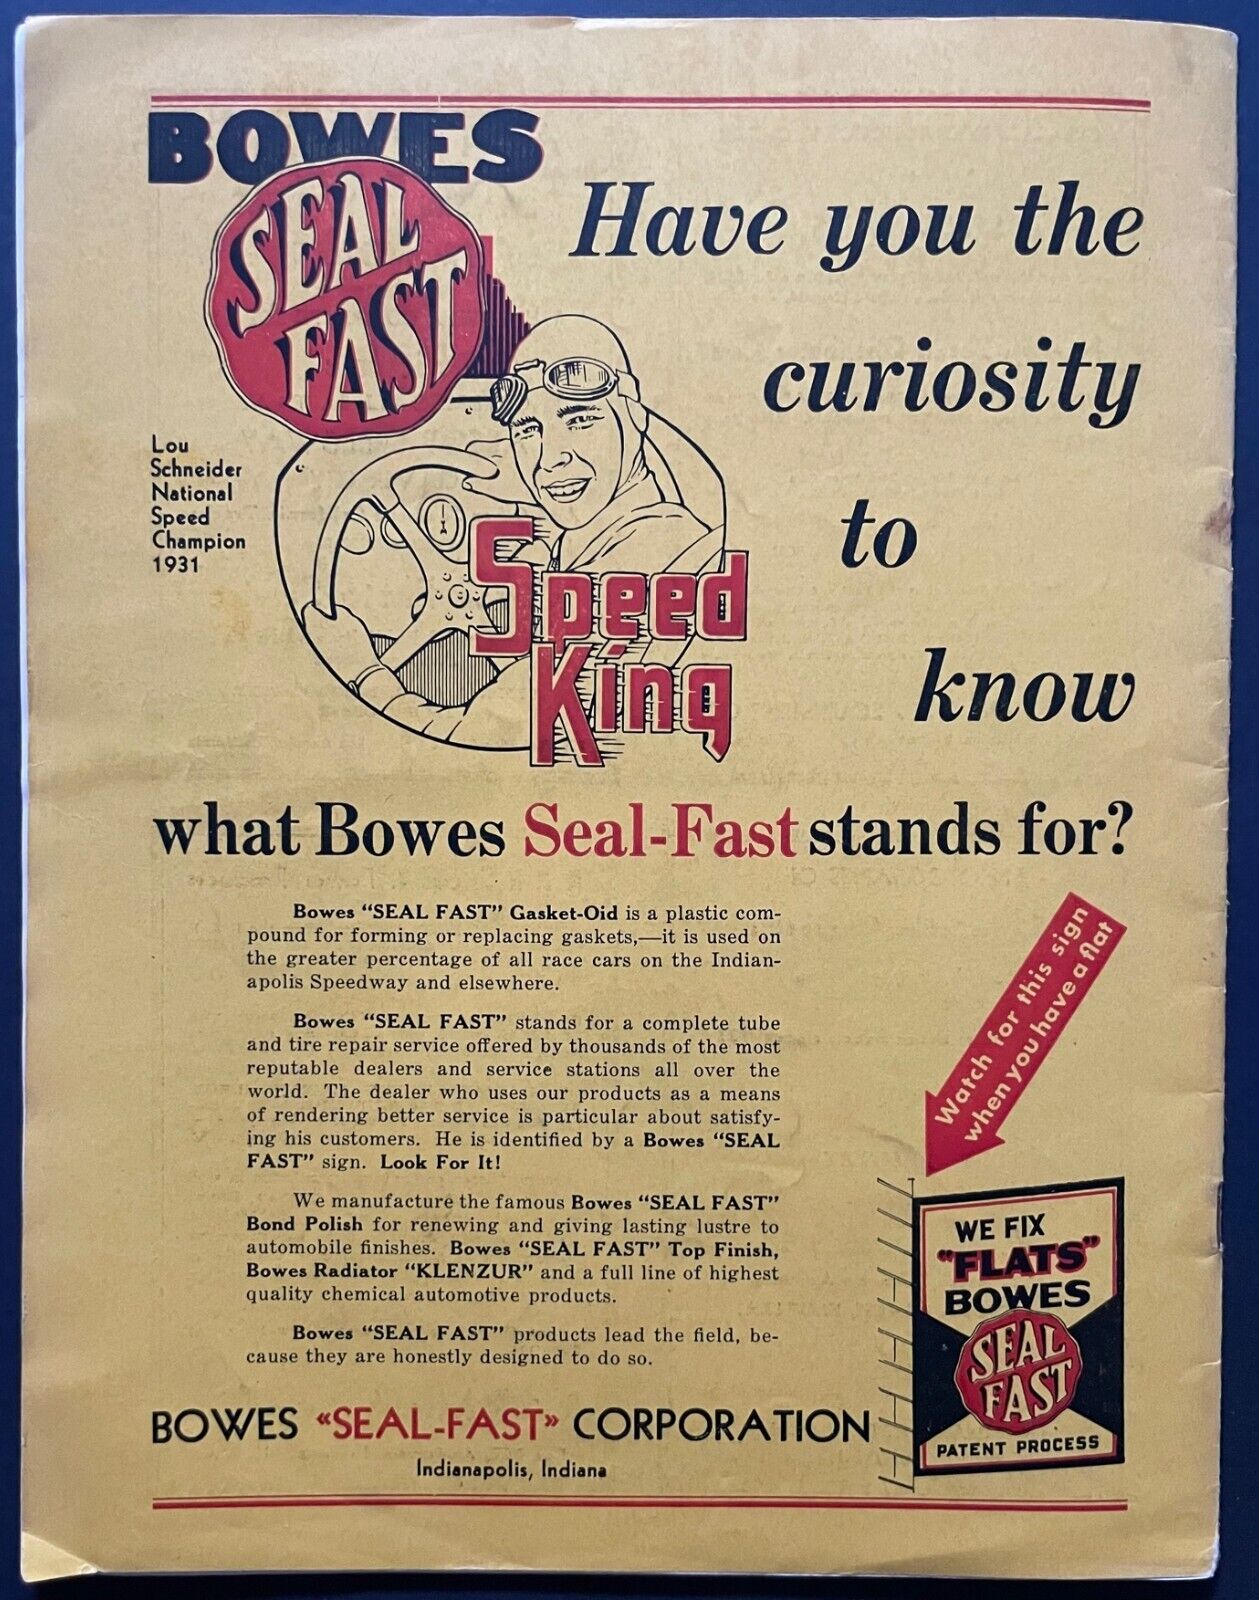 BOWES
SEAL
FAST
Have you the
curiosity
to
know
Lou
Schneider
National
Speed
Champion
1931
Speed
King
what Bowes Seal-Fast stands for?
Bowes “SEAL FAST” Gasket-Oid is a plastic com-
pound for forming or replacing gaskets,—it is used on
the greater percentage of all race cars on the Indian-
apolis Speedway and elsewhere.
Bowes “SEAL FAST” stands for a complete tube
and tire repair service offered by thousands of the most
reputable dealers and service stations all over the
world. The dealer who uses our products as a means
of rendering better service is particular about satisfy-
ing his customers. He is identified by a Bowes “SEAL
FAST” sign. Look For It!
We manufacture the famous Bowes “SEAL FAST”
Bond Polish for renewing and giving lasting lustre to
automobile finishes. Bowes “SEAL FAST” Top Finish,
Bowes Radiator “KLENZUR” and a full line of highest
quality chemical automotive products.
Bowes “SEAL FAST” products lead the field, be-
cause they are honestly designed to do so.
Watch for this sign
when you have a flat
WE FIX
"FLATS"
BOWES
SEAL
FAST
PATENT PROCESS
BOWES «SEAL-FAST» CORPORATION
Indianapolis, Indiana